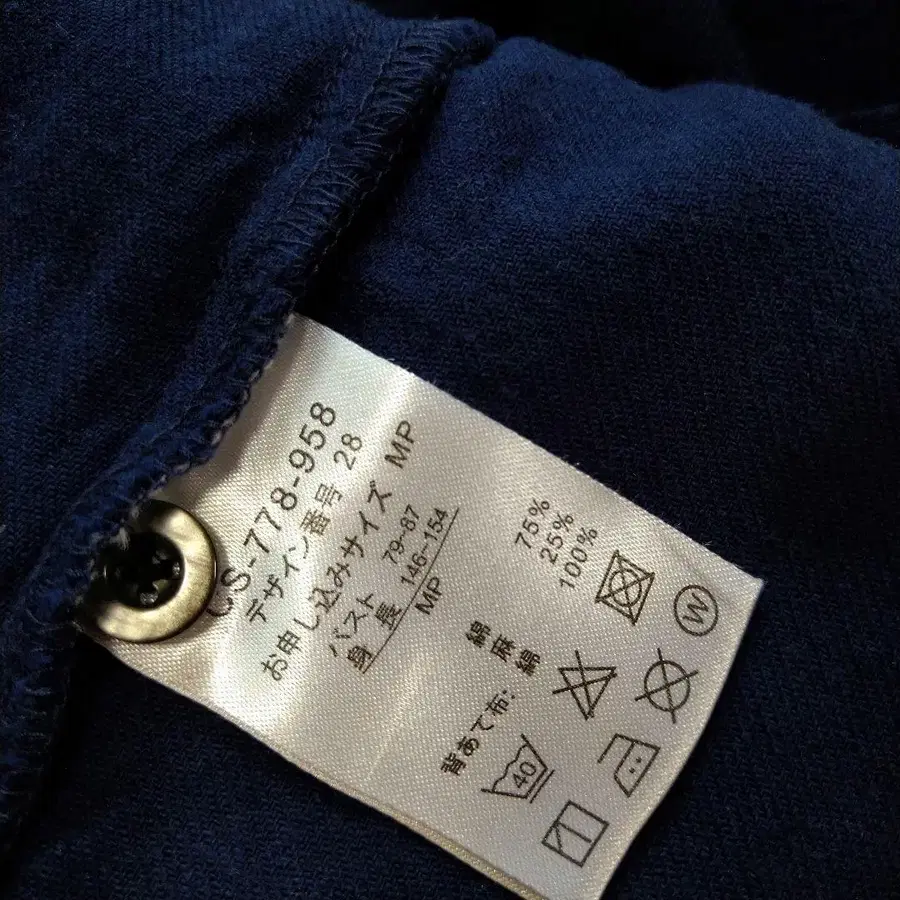 CS-778-958
デザイン番号 28
お申し込みサイズ MP
バスト 79~87
身長 146~154
MP
綿 75%
麻 25%
背あて布: 綿 100%
40
W